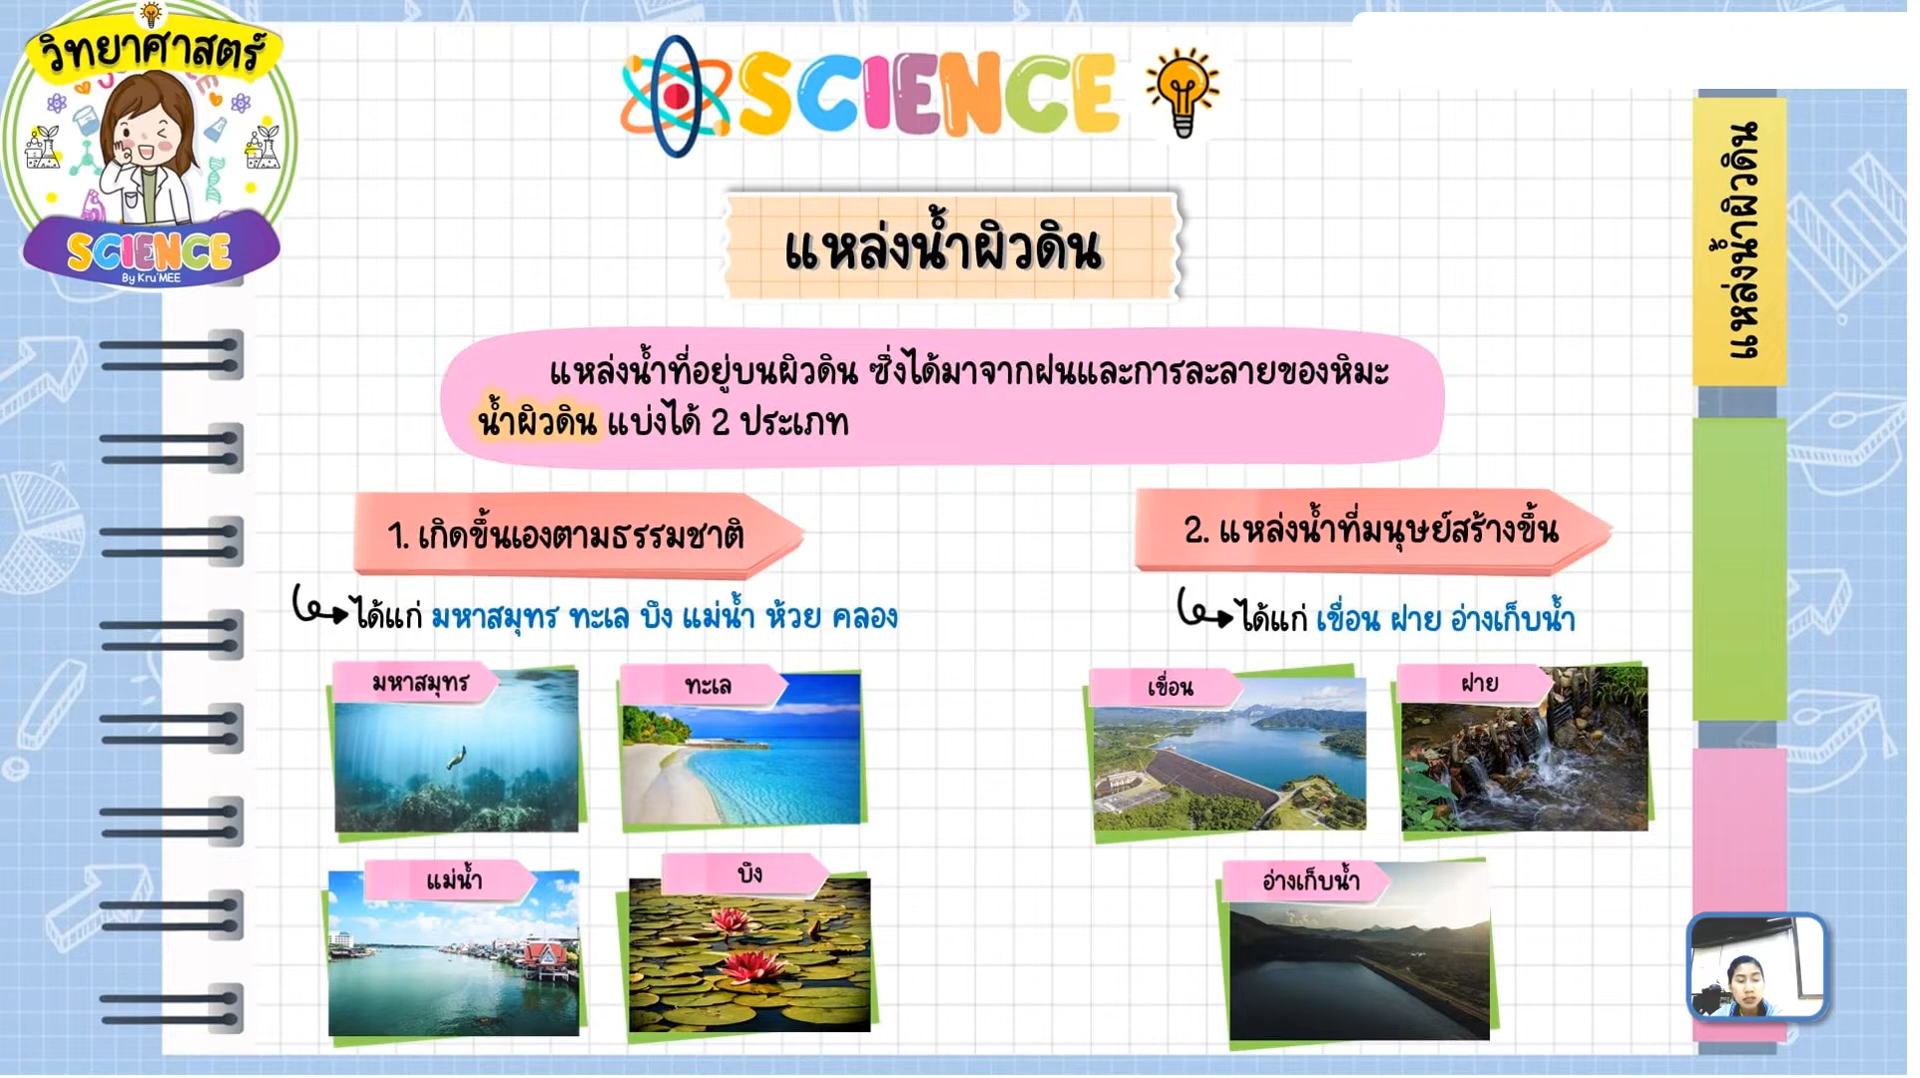 วิทยาศาสตร์
SCIENCE
By Kru'MEE
SCIENCE
แหล่งน้ำผิวดิน
แหล่งน้ำผิวดิน
แหล่งน้ำที่อยู่บนผิวดิน ซึ่งได้มาจากฝนและการละลายของหิมะ
น้ำผิวดิน แบ่งได้ 2 ประเภท
1. เกิดขึ้นเองตามธรรมชาติ
ได้แก่ มหาสมุทร ทะเล บึง แม่น้ำ ห้วย คลอง
มหาสมุทร
ทะเล
แม่น้ำ
บึง
2. แหล่งน้ำที่มนุษย์สร้างขึ้น
ได้แก่ เขื่อน ฝาย อ่างเก็บน้ำ
เขื่อน
ฝาย
อ่างเก็บน้ำ